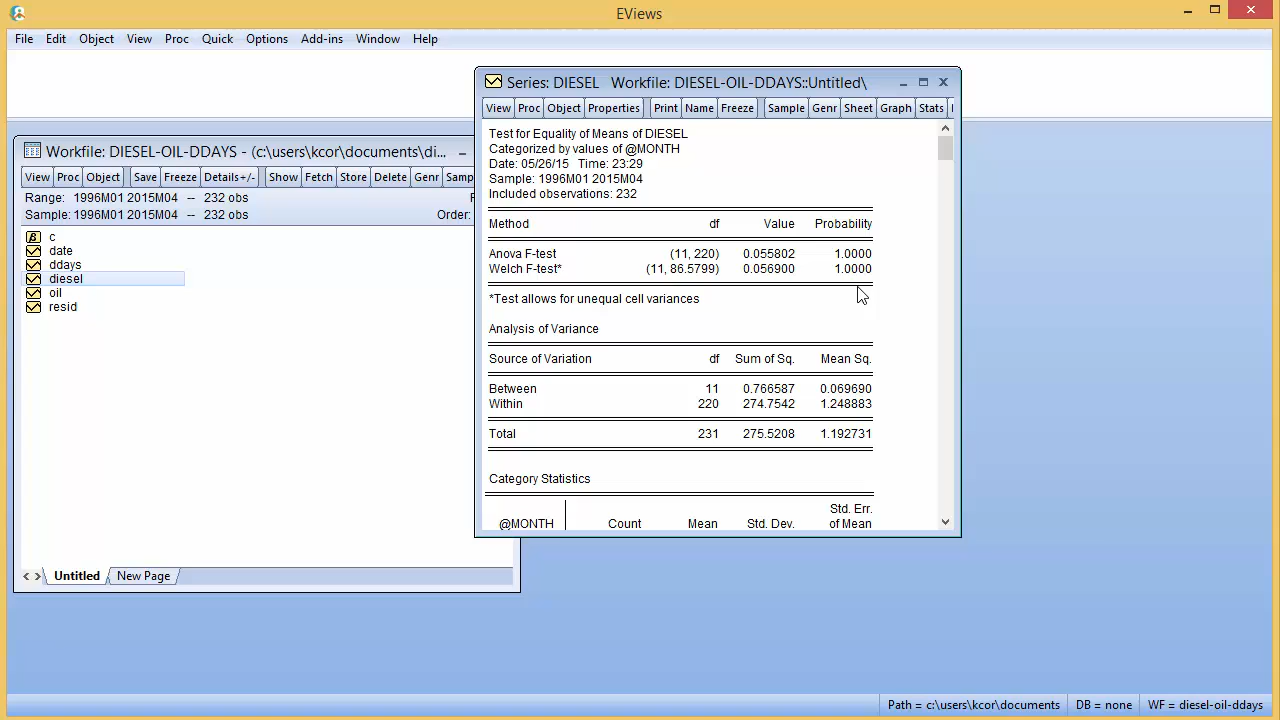 EViews
File Edit Object View Proc Quick Options Add-ins Window Help
Workfile: DIESEL-OIL-DDAYS - (c:\users\kcor\documents\di...
View Proc Object Save Freeze Details+/- Show Fetch Store Delete Genr Samp
Range: 1996M01 2015M04 -- 232 obs
Sample: 1996M01 2015M04 -- 232 obs Order:
c
date
ddays
diesel
oil
resid
Untitled New Page
Series: DIESEL Workfile: DIESEL-OIL-DDAYS::Untitled\
View Proc Object Properties Print Name Freeze Sample Genr Sheet Graph Stats
Test for Equality of Means of DIESEL
Categorized by values of @MONTH
Date: 05/26/15 Time: 23:29
Sample: 1996M01 2015M04
Included observations: 232
Method df Value Probability
Anova F-test (11, 220) 0.055802 1.0000
Welch F-test* (11, 86.5799) 0.056900 1.0000
*Test allows for unequal cell variances
Analysis of Variance
Source of Variation df Sum of Sq. Mean Sq.
Between 11 0.766587 0.069690
Within 220 274.7542 1.248883
Total 231 275.5208 1.192731
Category Statistics
Std. Err.
@MONTH Count Mean Std. Dev. of Mean
Path = c:\users\kcor\documents DB = none WF = diesel-oil-ddays